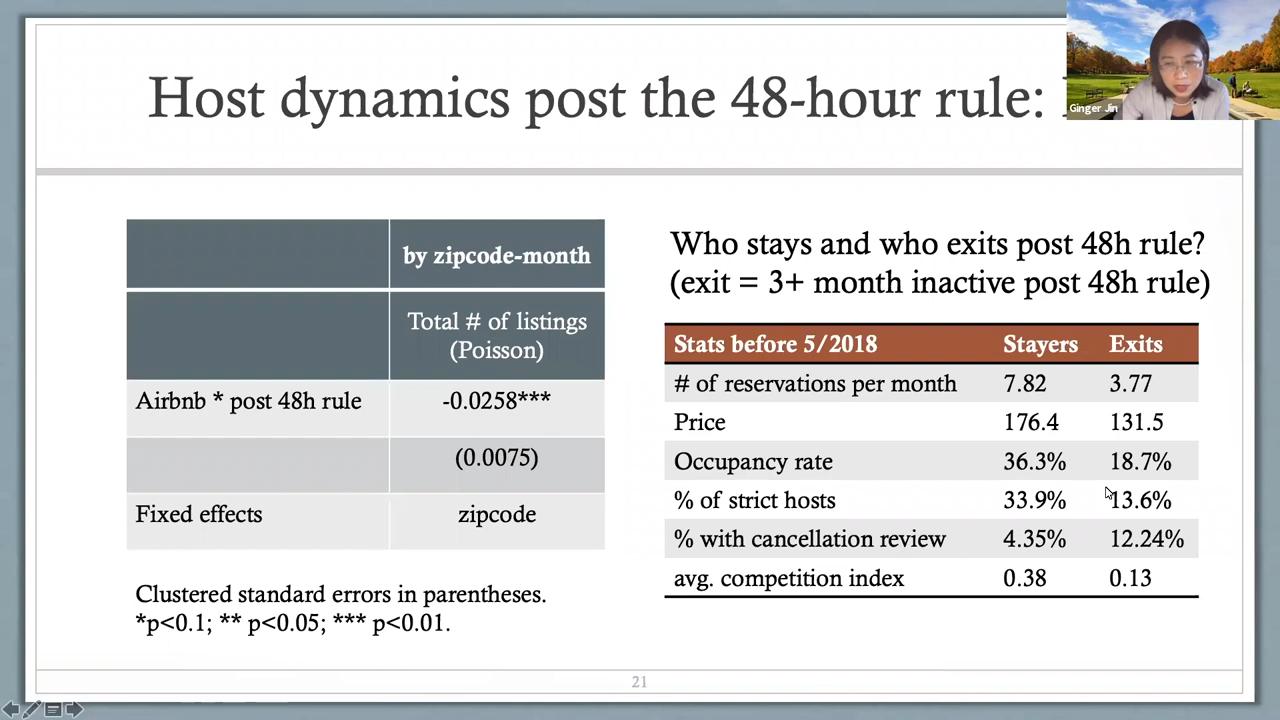 Host dynamics post the 48-hour rule:
Ginger Jin
by zipcode-month
Total # of listings
(Poisson)
Airbnb * post 48h rule -0.0258***
(0.0075)
Fixed effects zipcode
Clustered standard errors in parentheses.
*p<0.1; ** p<0.05; *** p<0.01.
Who stays and who exits post 48h rule?
(exit = 3+ month inactive post 48h rule)
Stats before 5/2018 Stayers Exits
# of reservations per month 7.82 3.77
Price 176.4 131.5
Occupancy rate 36.3% 18.7%
% of strict hosts 33.9% 13.6%
% with cancellation review 4.35% 12.24%
avg. competition index 0.38 0.13
21